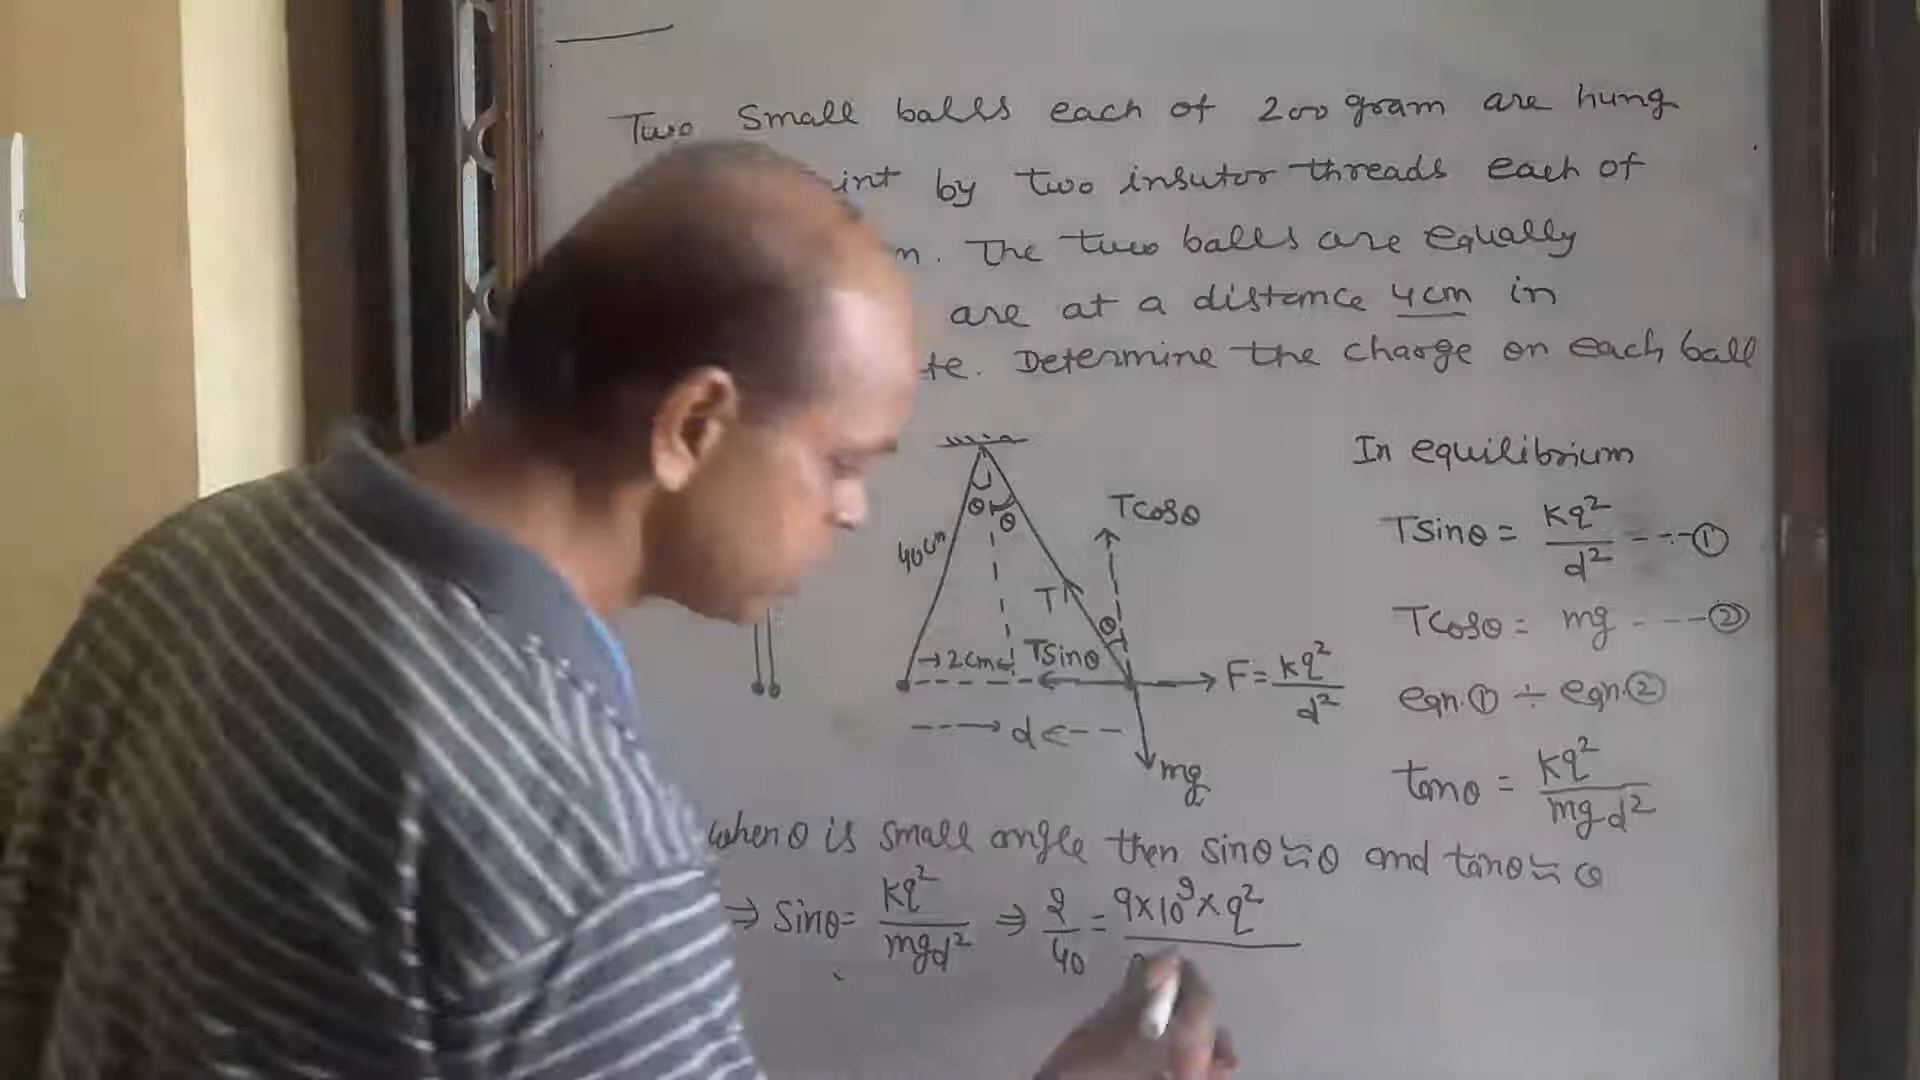 Two Small balls each of 200 gram are hung
int by two insutor threads each of
n. The two balls are equally
are at a distance 4cm in
te. Determine the charge on each ball
In equilibrium
θ θ
40cm
Tcosθ
T
θ
→2cm← Tsinθ
F = kq²/d²
---→ d ←--
mg
Tsinθ = kq²/d² ---①
Tcosθ = mg ---②
eqn.① ÷ eqn.②
tanθ = kq²/mgd²
when θ is small angle then sinθ ≈ θ and tanθ ≈ θ
⇒ Sinθ = kq²/mgd² ⇒ 2/40 = 9×10⁹×q²